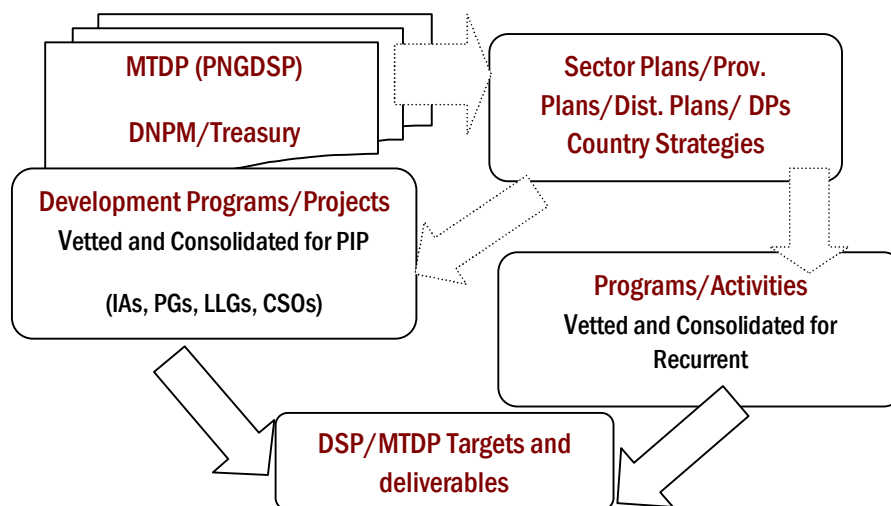 MTDP (PNGDSP)
DNPM/Treasury
Sector Plans/Prov.
Plans/Dist. Plans/ DPs
Country Strategies
Development Programs/Projects
Vetted and Consolidated for PIP
(IAs, PGs, LLGs, CSOs)
Programs/Activities
Vetted and Consolidated for
Recurrent
DSP/MTDP Targets and
deliverables